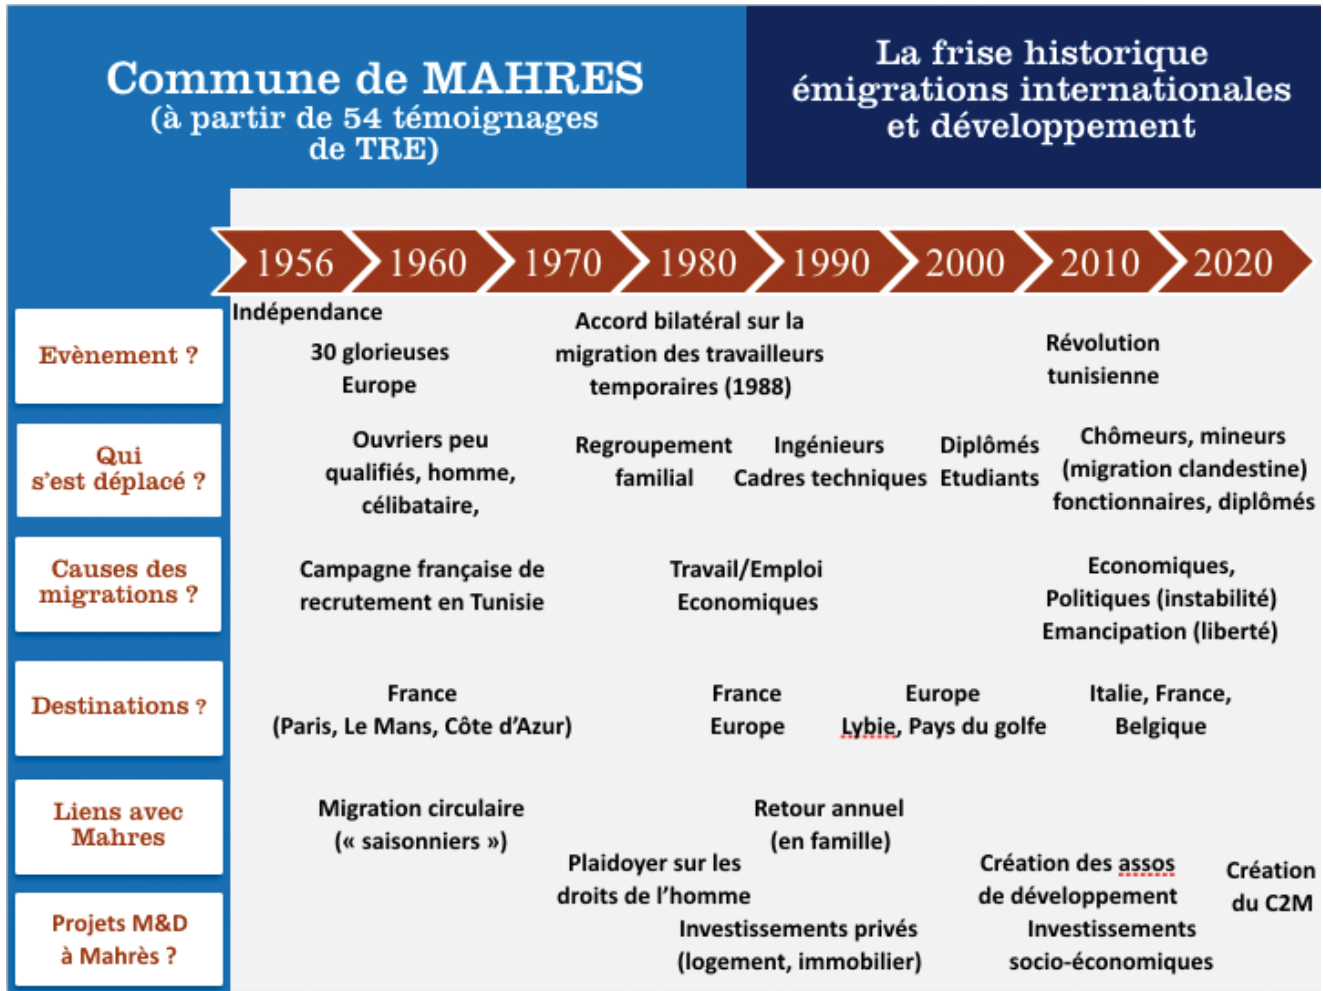 Commune de MAHRES
(à partir de 54 témoignages
de TRE)
La frise historique
émigrations internationales
et développement
1956
1960
1970
1980
1990
2000
2010
2020
Evènement ?
Indépendance
30 glorieuses
Europe
Accord bilatéral sur la
migration des travailleurs
temporaires (1988)
Révolution
tunisienne
Qui
s'est déplacé ?
Ouvriers peu
qualifiés, homme,
célibataire,
Regroupement
familial
Ingénieurs
Cadres techniques
Diplômés
Etudiants
Chômeurs, mineurs
(migration clandestine)
fonctionnaires, diplômés
Causes des
migrations ?
Campagne française de
recrutement en Tunisie
Travail/Emploi
Economiques
Economiques,
Politiques (instabilité)
Emancipation (liberté)
Destinations ?
France
(Paris, Le Mans, Côte d'Azur)
France
Europe
Europe
Lybie, Pays du golfe
Italie, France,
Belgique
Liens avec
Mahres
Migration circulaire
(« saisonniers »)
Retour annuel
(en famille)
Plaidoyer sur les
droits de l'homme
Création des assos
de développement
Création
du C2M
Projets M&D
à Mahrès ?
Investissements privés
(logement, immobilier)
Investissements
socio-économiques